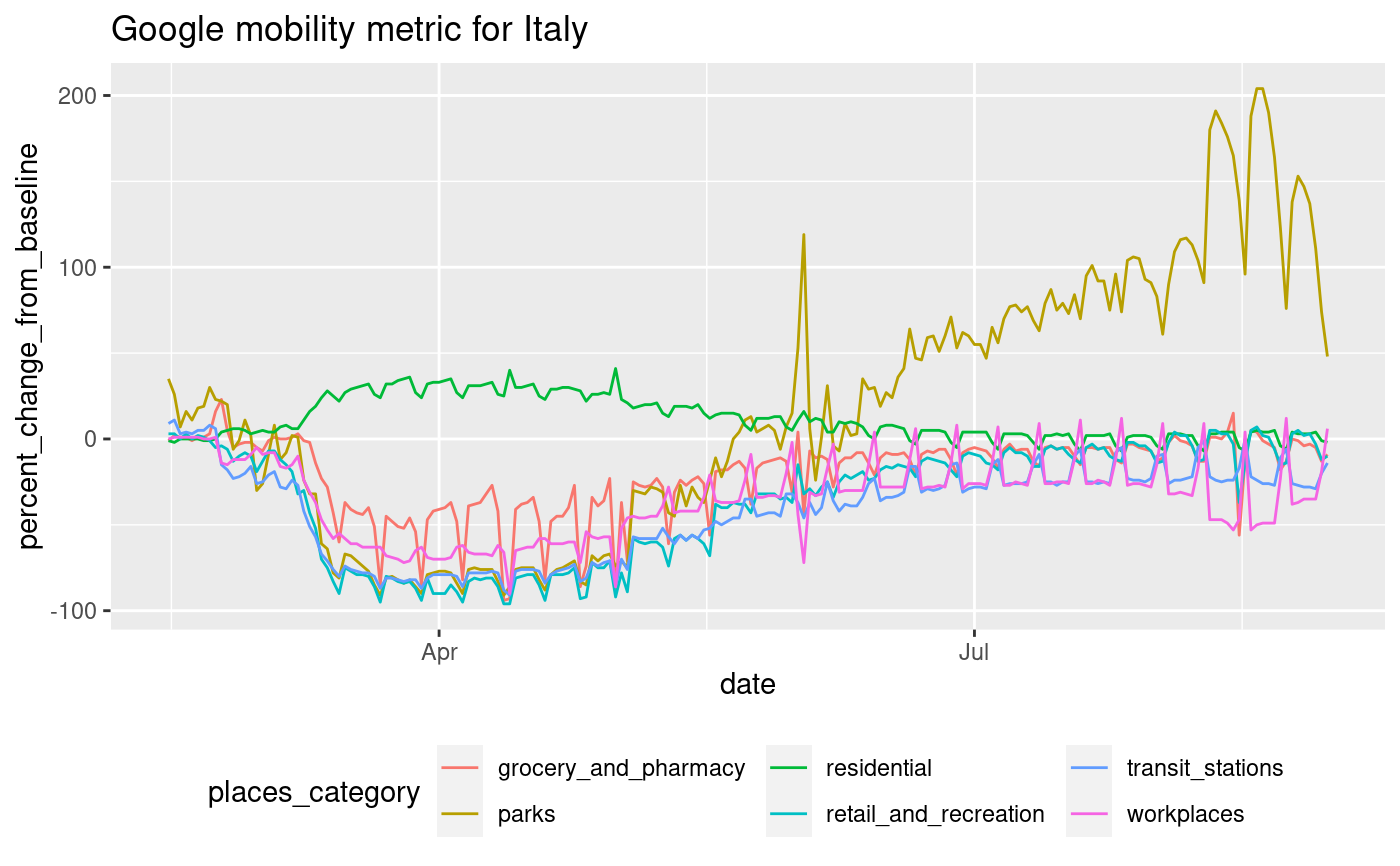 Google mobility metric for Italy
percent_change_from_baseline
200
100
0
-100
Apr
Jul
date
places_category
grocery_and_pharmacy
residential
transit_stations
parks
retail_and_recreation
workplaces